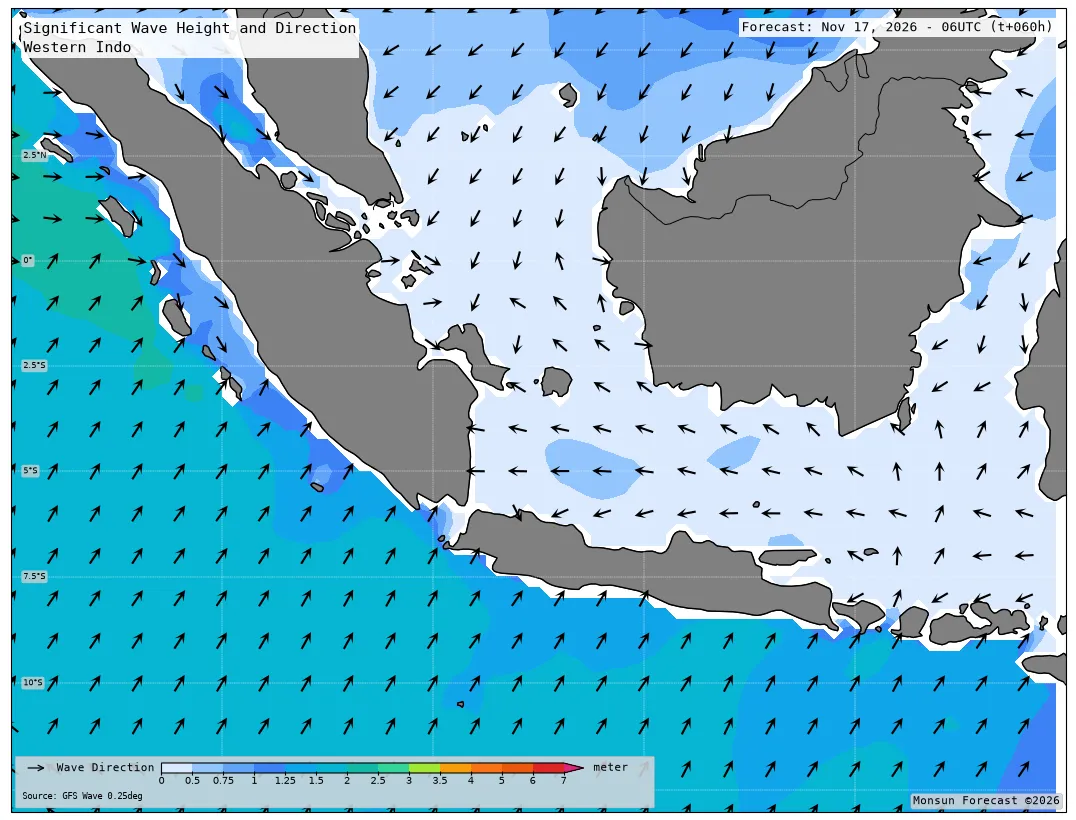 Significant Wave Height and Direction
Western Indo
Forecast: Nov 17, 2026 - 06UTC (t+060h)
2.5°N
0°
2.5°S
5°S
7.5°S
10°S
Wave Direction
0 0.5 0.75 1 1.25 1.5 2 2.5 3 3.5 4 5 6 7
meter
Source: GFS Wave 0.25deg
Monsun Forecast ©2026